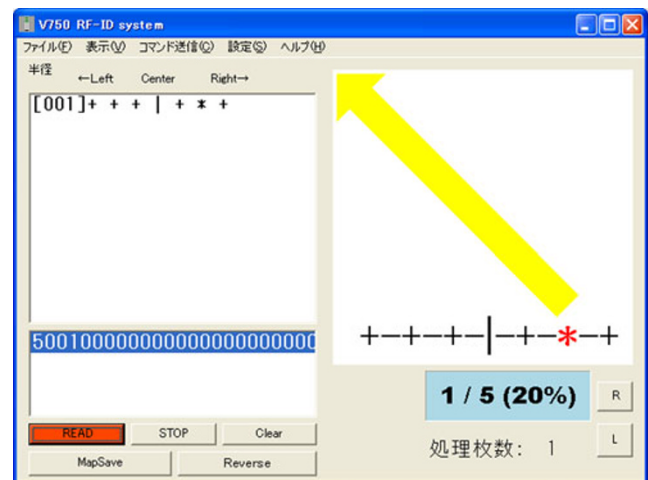 V750 RF-ID system
ファイル(F) 表示(V) コマンド送信(C) 設定(S) ヘルプ(H)
半径 ←Left Center Right→
[001]+ + + | + * +
+—+—+—|—+—*—+
500100000000000000000000
1 / 5 (20%) R
READ STOP Clear
処理枚数: 1 L
MapSave Reverse